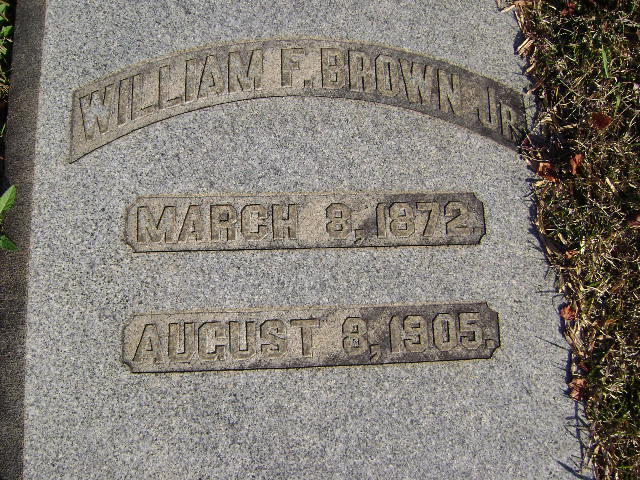 WILLIAM F. BROWN JR.
MARCH 8, 1872.
AUGUST 8, 1905.